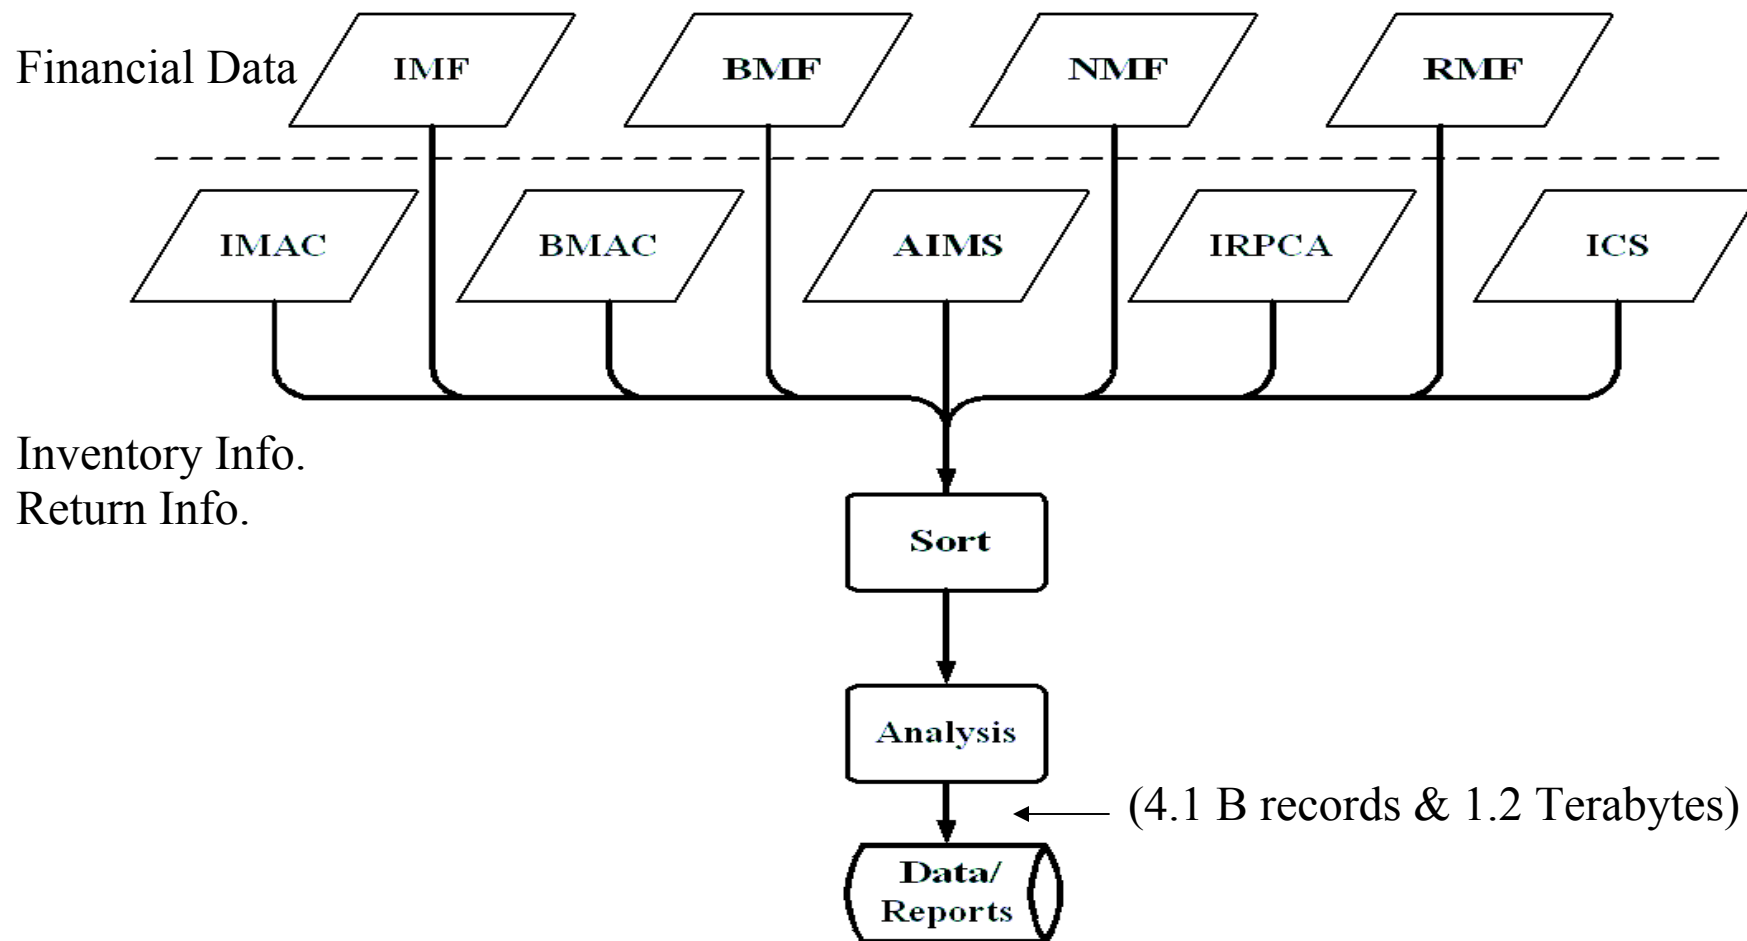 Financial Data
IMF
BMF
NMF
RMF
IMAC
BMAC
AIMS
IRPCA
ICS
Inventory Info.
Return Info.
Sort
Analysis
(4.1 B records & 1.2 Terabytes)
Data/
Reports